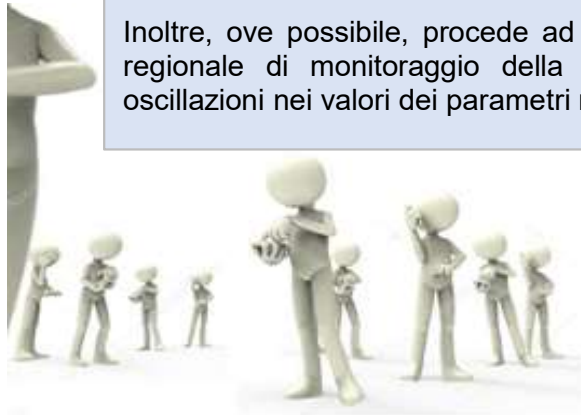 Inoltre, ove possibile, procede ad
regionale di monitoraggio della
oscillazioni nei valori dei parametri